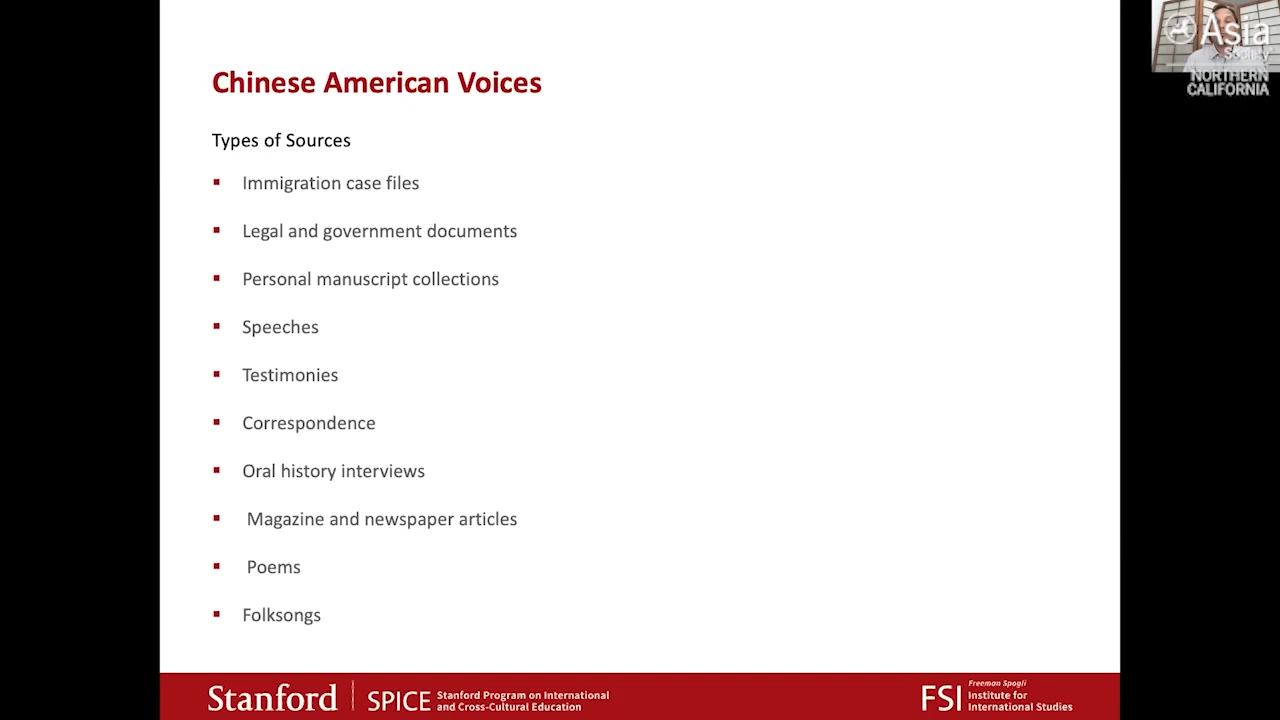 Chinese American Voices
Types of Sources
Immigration case files
Legal and government documents
Personal manuscript collections
Speeches
Testimonies
Correspondence
Oral history interviews
Magazine and newspaper articles
Poems
Folksongs
Asia
Society
NORTHERN
CALIFORNIA
Stanford
SPICE
Stanford Program on International
and Cross-Cultural Education
FSI
Freeman Spogli
Institute for
International Studies